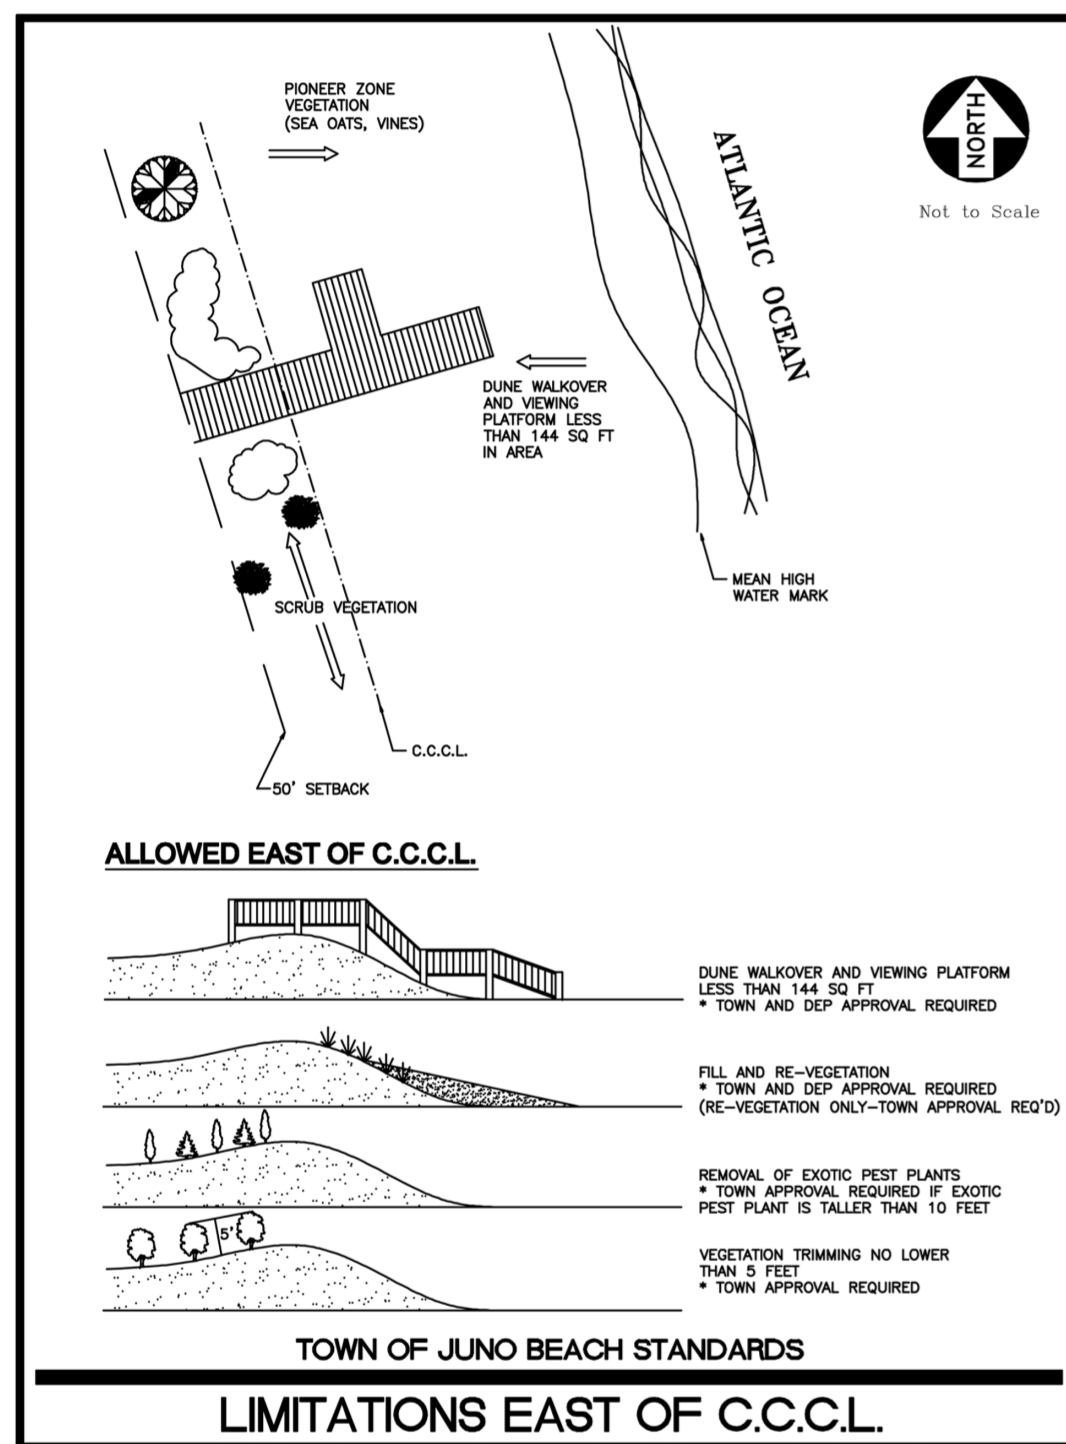 PIONEER ZONE
VEGETATION
(SEA OATS, VINES)
ATLANTIC OCEAN
NORTH
Not to Scale
DUNE WALKOVER
AND VIEWING
PLATFORM LESS
THAN 144 SQ FT
IN AREA
MEAN HIGH
WATER MARK
SCRUB VEGETATION
C.C.C.L.
50' SETBACK
ALLOWED EAST OF C.C.C.L.
DUNE WALKOVER AND VIEWING PLATFORM
LESS THAN 144 SQ FT
* TOWN AND DEP APPROVAL REQUIRED
FILL AND RE-VEGETATION
* TOWN AND DEP APPROVAL REQUIRED
(RE-VEGETATION ONLY-TOWN APPROVAL REQ'D)
REMOVAL OF EXOTIC PEST PLANTS
* TOWN APPROVAL REQUIRED IF EXOTIC
PEST PLANT IS TALLER THAN 10 FEET
5'
VEGETATION TRIMMING NO LOWER
THAN 5 FEET
* TOWN APPROVAL REQUIRED
TOWN OF JUNO BEACH STANDARDS
LIMITATIONS EAST OF C.C.C.L.